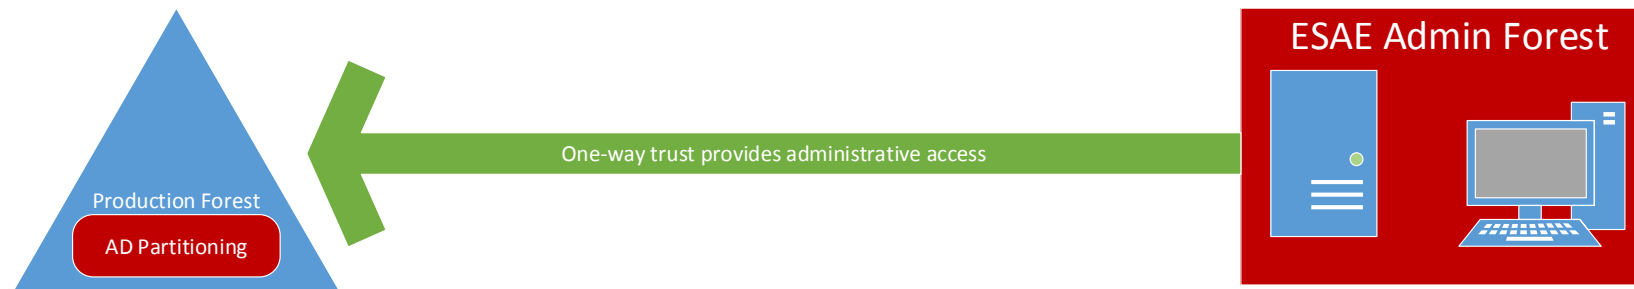 ESAE Admin Forest
One-way trust provides administrative access
Production Forest
AD Partitioning